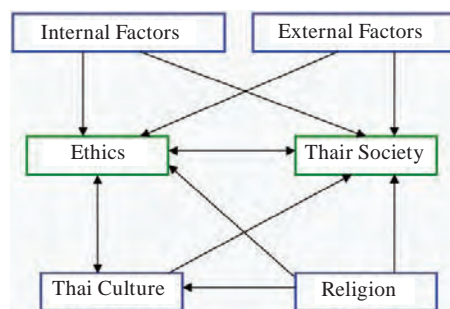 Internal Factors
External Factors
Ethics
Thair Society
Thai Culture
Religion